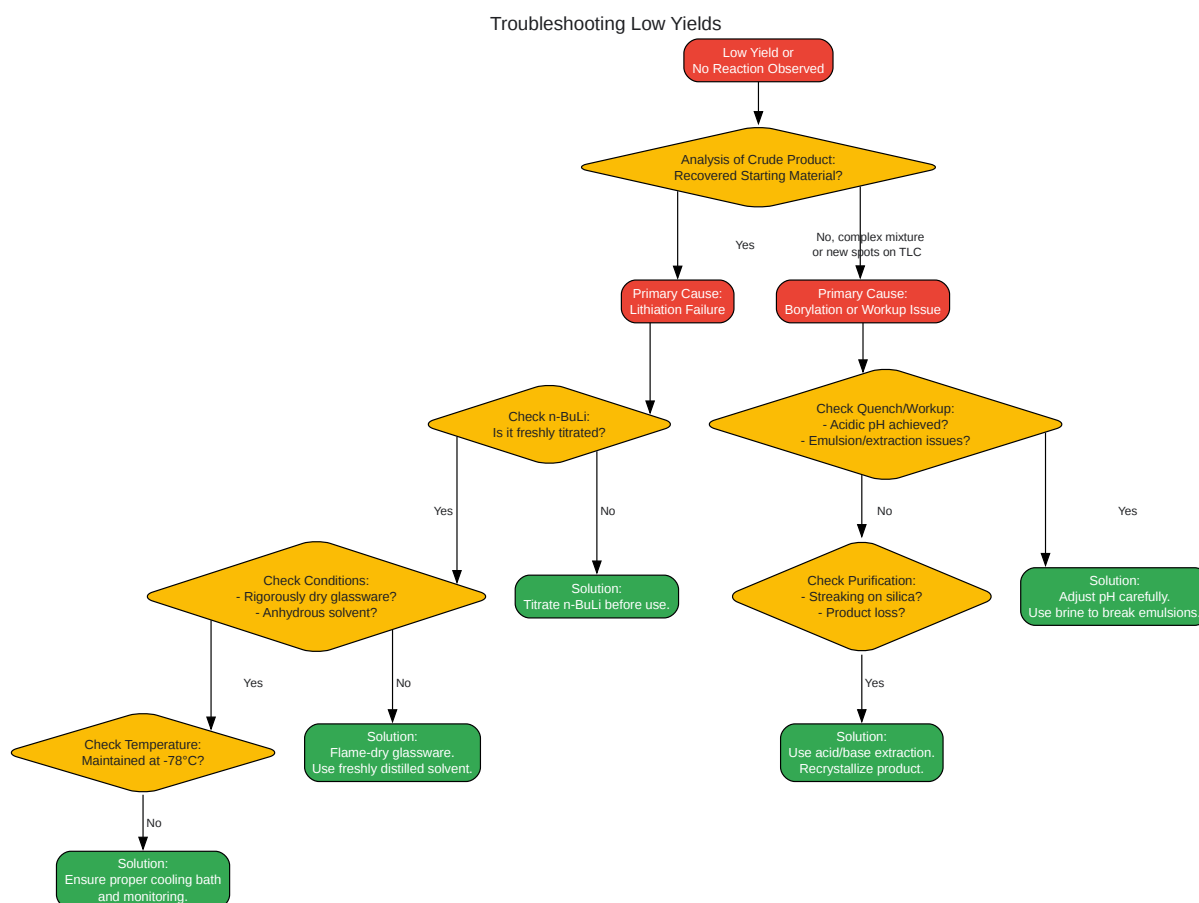 Troubleshooting Low Yields
Low Yield or
No Reaction Observed
Analysis of Crude Product:
Recovered Starting Material?
Yes
No, complex mixture
or new spots on TLC
Primary Cause:
Lithiation Failure
Primary Cause:
Borylation or Workup Issue
Check n-BuLi:
Is it freshly titrated?
Check Quench/Workup:
- Acidic pH achieved?
- Emulsion/extraction issues?
Yes
No
No
Yes
Check Conditions:
- Rigorously dry glassware?
- Anhydrous solvent?
Solution:
Titrate n-BuLi before use.
Check Purification:
- Streaking on silica?
- Product loss?
Solution:
Adjust pH carefully.
Use brine to break emulsions.
Yes
No
Yes
Check Temperature:
Maintained at -78°C?
Solution:
Flame-dry glassware.
Use freshly distilled solvent.
Solution:
Use acid/base extraction.
Recrystallize product.
No
Solution:
Ensure proper cooling bath
and monitoring.